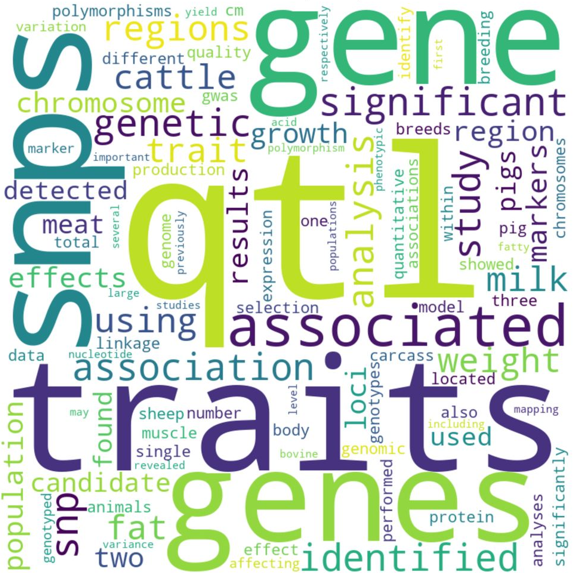 polymorphisms yield cm
variation
regions
different quality
cattle
gene
respectively
identify
first
breeding
snps
chromosome gwas
significant
acid
polymorphism
genetic growth
phenotypic
breeds region
marker important
trait
detected production
qtl
analysis
quantitative
associations
within
study
pigs
pig
markers
chromosomes
meat
total
several
genome
previously
results
expression
one
populations
showed fatty
effects
large studies
selection model three
milk
using
linkage
associated
data nucleotide
association
carcass weight
located
traits
loci
genotypes
population
found
may sheep number
level
also mapping
used including
muscle body
single
revealed bovine genomic
candidate
genes
snp
genotyped
animals
fat
two
variance
performed
protein
analyses
significantly
effect
affecting
identified